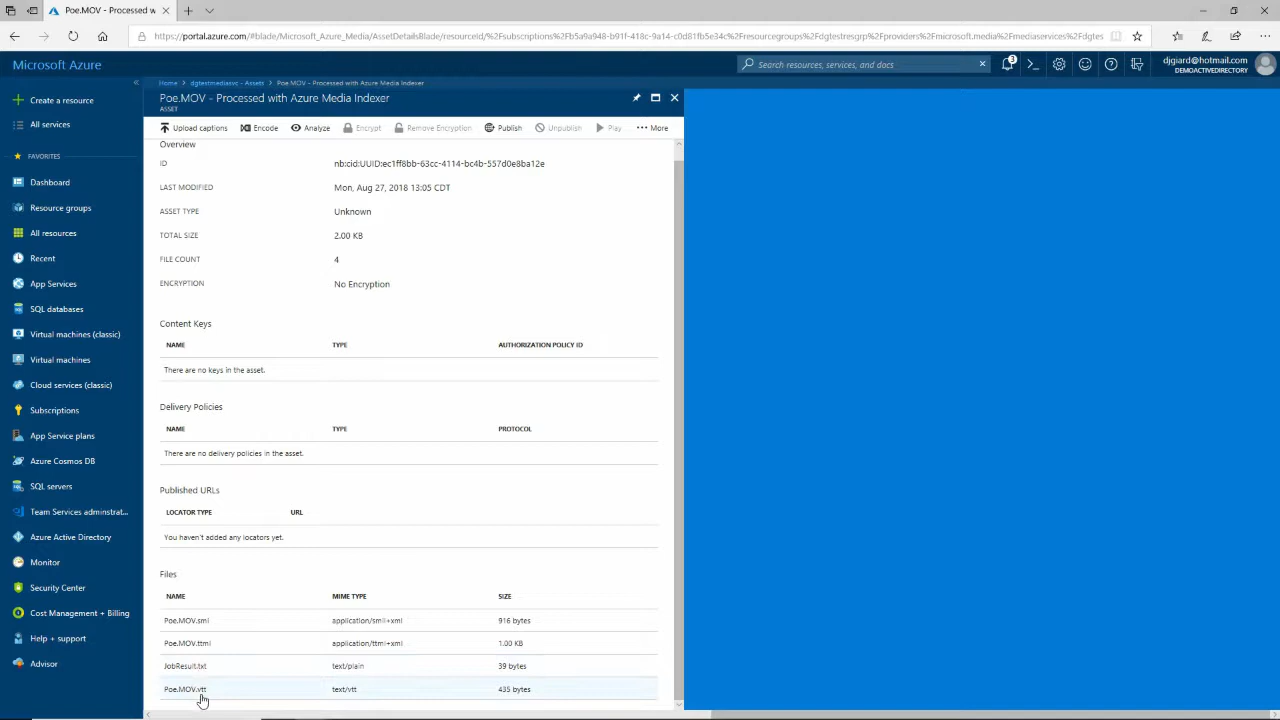 Poe.MOV - Processed w
https://portal.azure.com/#blade/Microsoft_Azure_Media/AssetDetailsBlade/resourceId/%2Fsubscriptions%2Fb5a9a948-b91f-418c-9a14-c0d81fb5e34c%2Fresourcegroups%2Fdgtestresgrp%2Fproviders%2Fmicrosoft.media%2Fmediaservices%2Fdgtes
Microsoft Azure
Search resources, services, and docs
3
djgiard@hotmail.com
DEMOACTIVEDIRECTORY
Home
dgtestmediasvc - Assets
Poe.MOV - Processed with Azure Media Indexer
Poe.MOV - Processed with Azure Media Indexer
ASSET
Create a resource
All services
FAVORITES
Dashboard
Resource groups
All resources
Recent
App Services
SQL databases
Virtual machines (classic)
Virtual machines
Cloud services (classic)
Subscriptions
App Service plans
Azure Cosmos DB
SQL servers
Team Services adminstrat...
Azure Active Directory
Monitor
Security Center
Cost Management + Billing
Help + support
Advisor
Upload captions
Encode
Analyze
Encrypt
Remove Encryption
Publish
Unpublish
Play
More
Overview
ID nb:cid:UUID:ec1ff8bb-63cc-4114-bc4b-557d0e8ba12e
LAST MODIFIED Mon, Aug 27, 2018 13:05 CDT
ASSET TYPE Unknown
TOTAL SIZE 2.00 KB
FILE COUNT 4
ENCRYPTION No Encryption
Content Keys
NAME TYPE AUTHORIZATION POLICY ID
There are no keys in the asset.
Delivery Policies
NAME TYPE PROTOCOL
There are no delivery policies in the asset.
Published URLs
LOCATOR TYPE URL
You haven't added any locators yet.
Files
NAME MIME TYPE SIZE
Poe.MOV.smi application/smil+xml 916 bytes
Poe.MOV.ttml application/ttml+xml 1.00 KB
JobResult.txt text/plain 39 bytes
Poe.MOV.vtt text/vtt 435 bytes